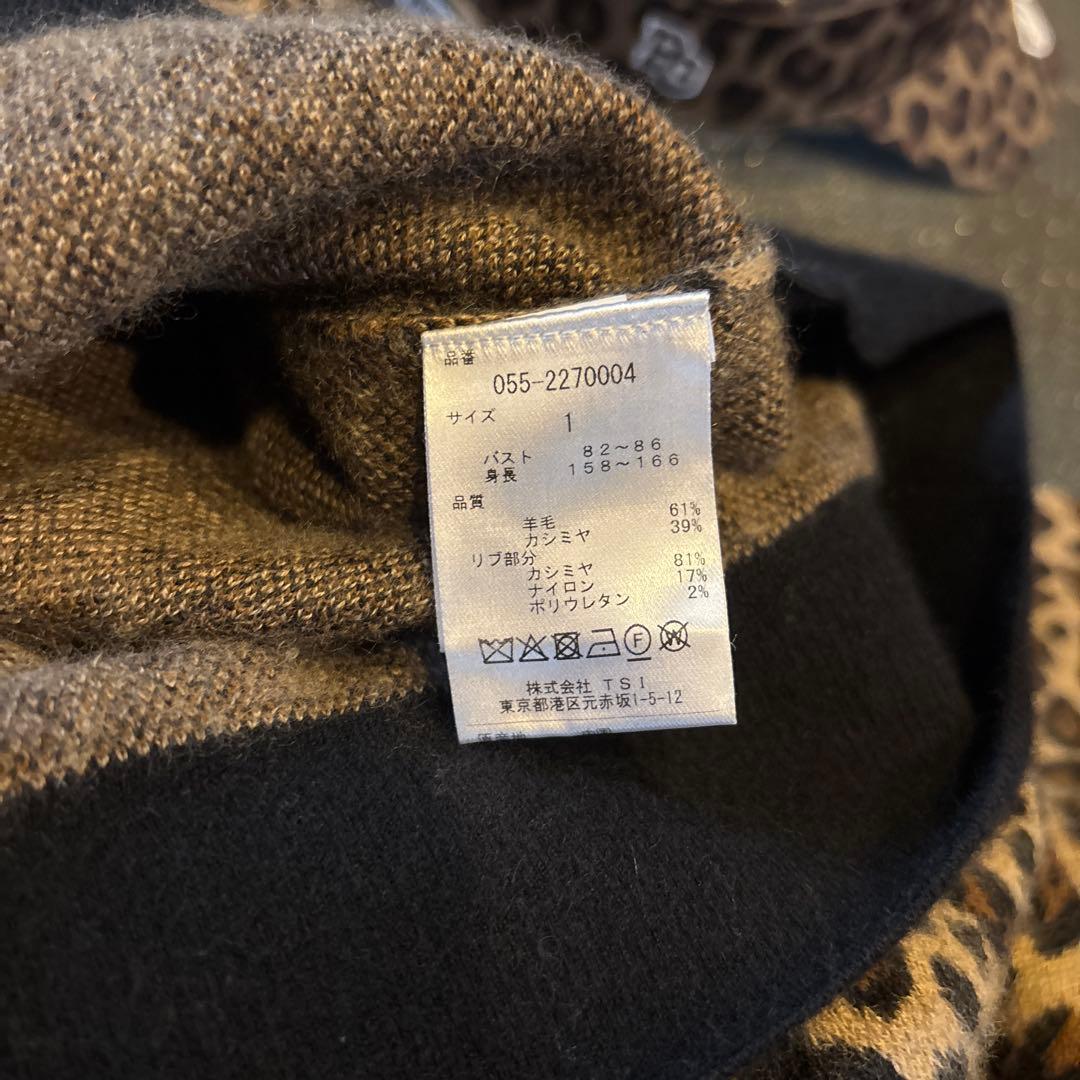 品番
055-2270004
サイズ 1
バスト 82～86
身長 158～166
品質
羊毛 61%
カシミヤ 39%
リブ部分
カシミヤ 81%
ナイロン 17%
ポリウレタン 2%
F W
株式会社 TSI
東京都港区元赤坂1-5-12